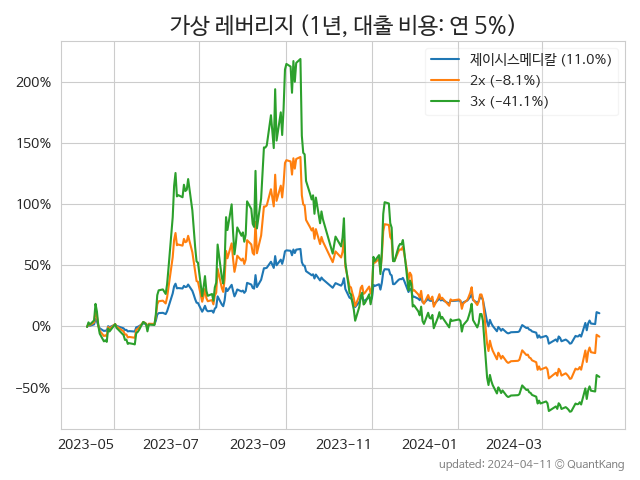 가상 레버리지 (1년, 대출 비용: 연 5%)
제이시스메디칼 (11.0%)
2x (−8.1%)
3x (−41.1%)
200%
150%
100%
50%
0%
−50%
2023-05 2023-07 2023-09 2023-11 2024-01 2024-03
updated: 2024-04-11 © QuantKang